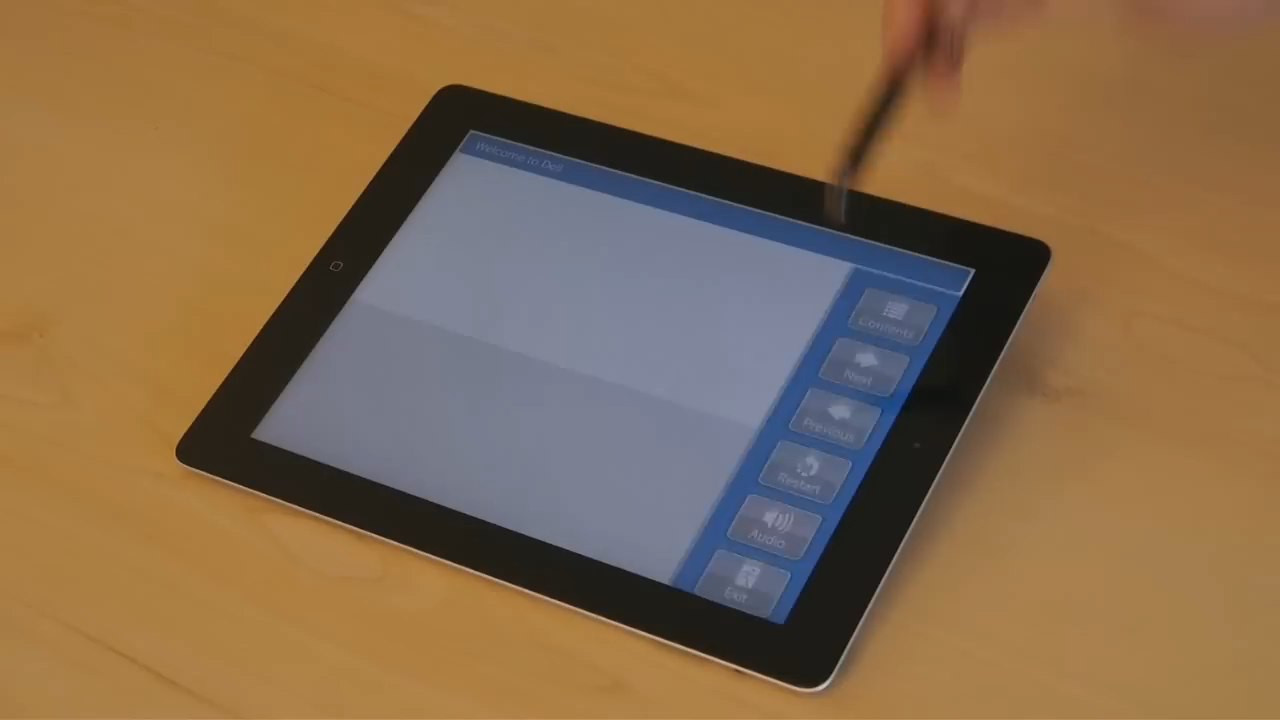 Welcome to Dell
Contents
Next
Previous
Restart
Audio
Exit